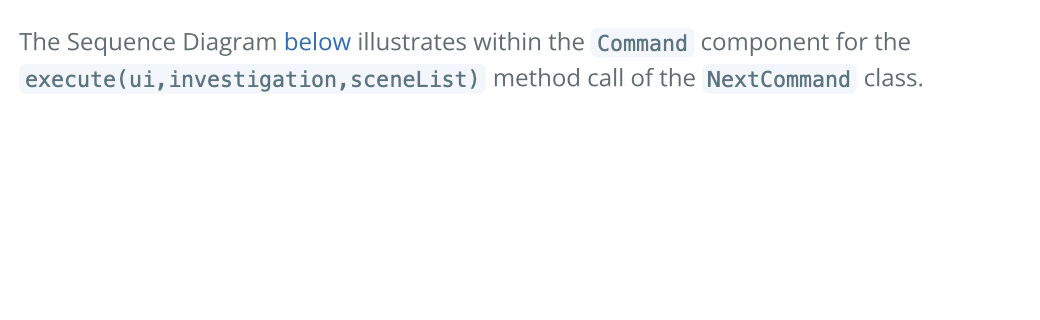 The Sequence Diagram below illustrates within the Command component for the
execute(ui,investigation,sceneList) method call of the NextCommand class.